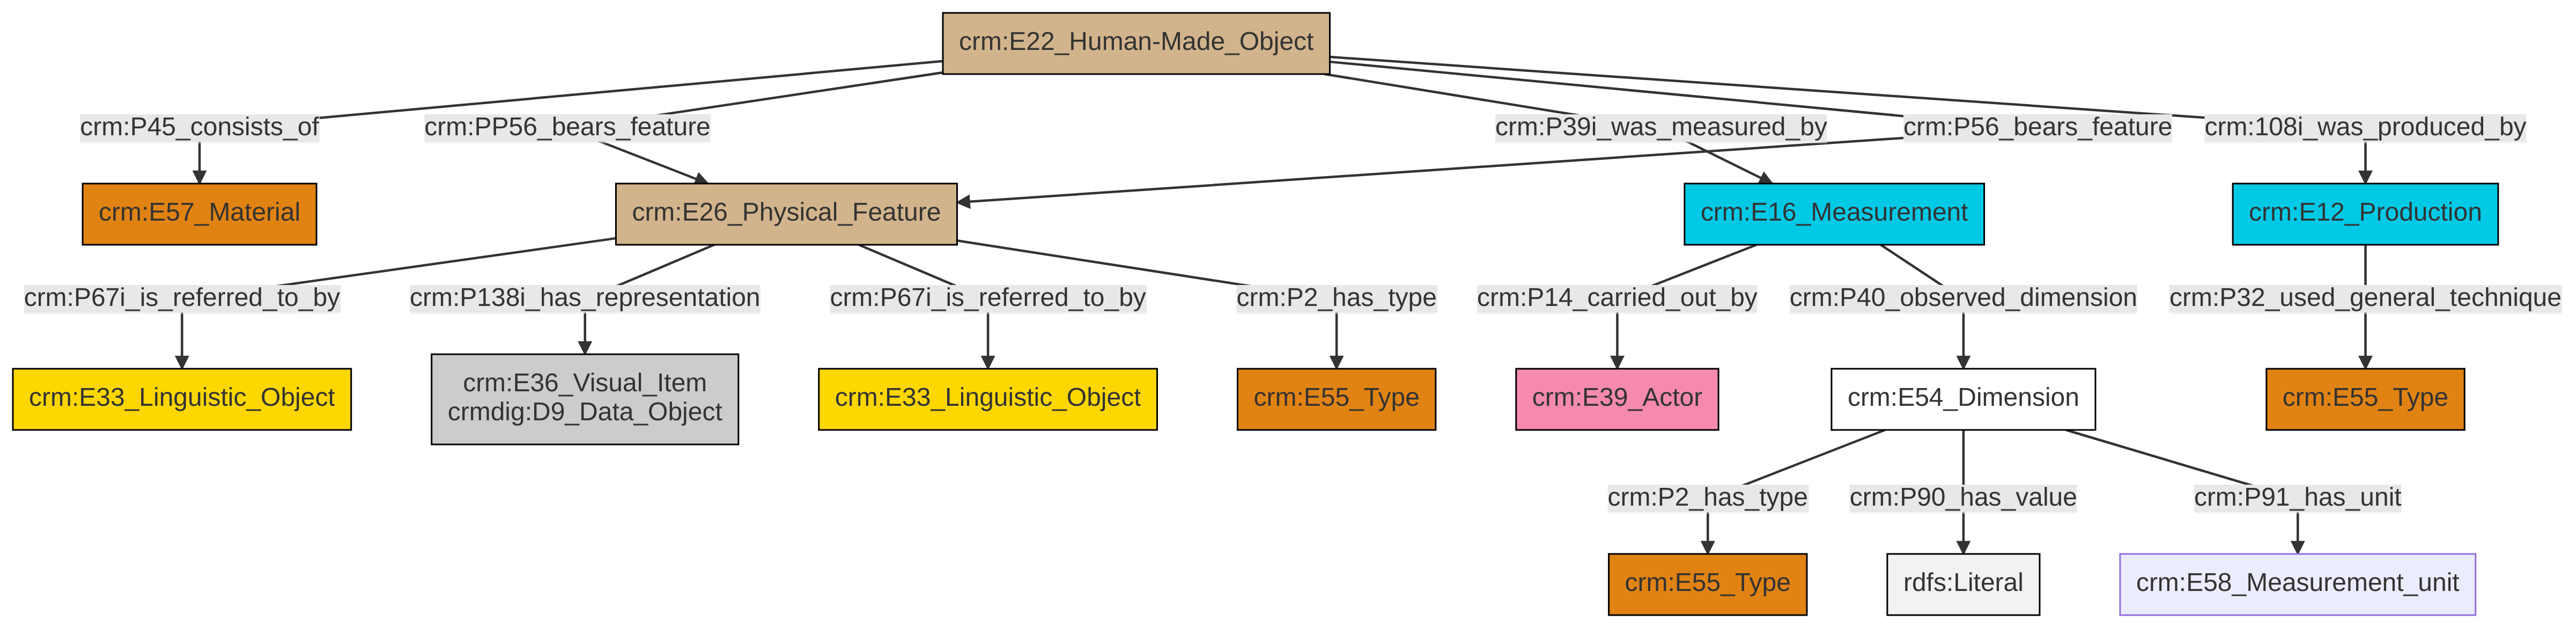 crm:E22_Human-Made_Object
crm:P45_consists_of
crm:PP56_bears_feature
crm:P39i_was_measured_by
crm:P56_bears_feature
crm:108i_was_produced_by
crm:E57_Material
crm:E26_Physical_Feature
crm:E16_Measurement
crm:E12_Production
crm:P67i_is_referred_to_by
crm:P138i_has_representation
crm:P67i_is_referred_to_by
crm:P2_has_type
crm:P14_carried_out_by
crm:P40_observed_dimension
crm:P32_used_general_technique
crm:E33_Linguistic_Object
crm:E36_Visual_Item
crmdig:D9_Data_Object
crm:E33_Linguistic_Object
crm:E55_Type
crm:E39_Actor
crm:E54_Dimension
crm:E55_Type
crm:P2_has_type
crm:P90_has_value
crm:P91_has_unit
crm:E55_Type
rdfs:Literal
crm:E58_Measurement_unit